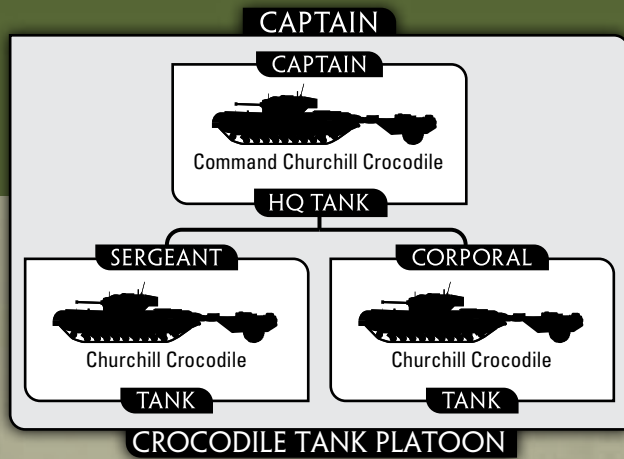 CAPTAIN
CAPTAIN
Command Churchill Crocodile
HQ TANK
SERGEANT
CORPORAL
Churchill Crocodile
Churchill Crocodile
TANK
TANK
CROCODILE TANK PLATOON